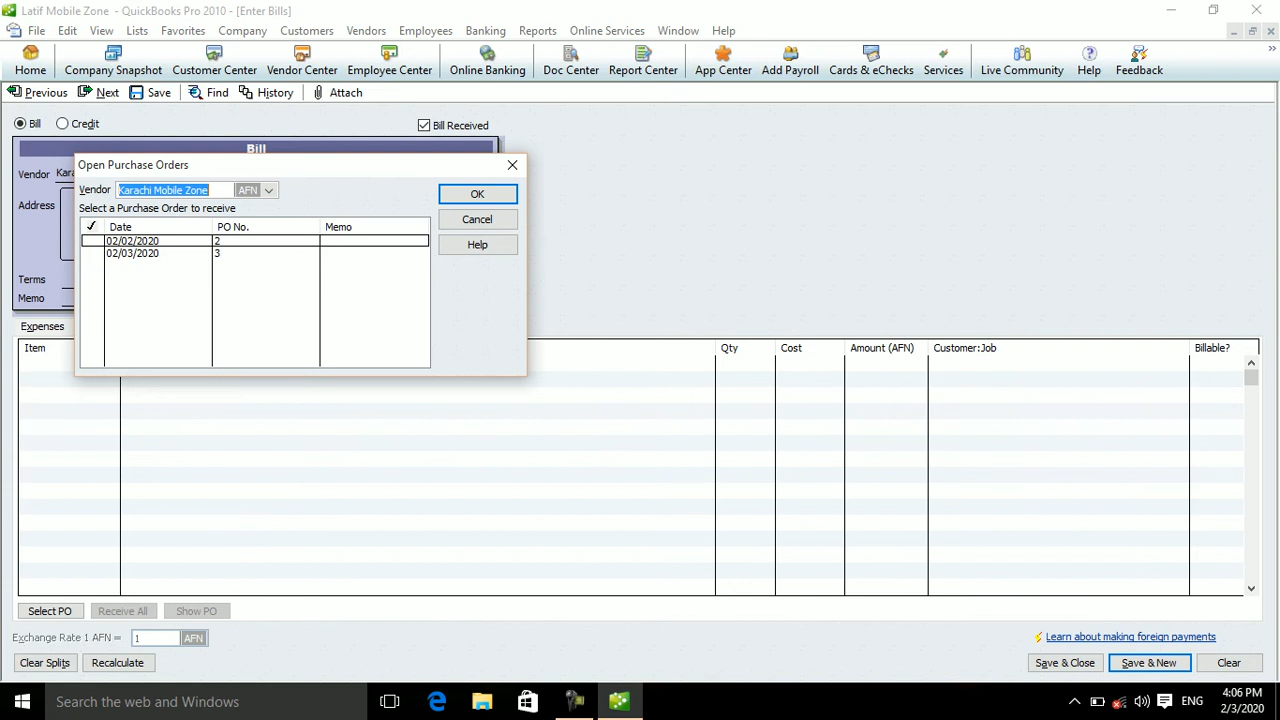 Latif Mobile Zone - QuickBooks Pro 2010 - [Enter Bills]
File Edit View Lists Favorites Company Customers Vendors Employees Banking Reports Online Services Window Help
Home Company Snapshot Customer Center Vendor Center Employee Center Online Banking Doc Center Report Center App Center Add Payroll Cards & eChecks Services Live Community Help Feedback
Previous Next Save Find History Attach
Bill Credit Bill Received
Bill
Open Purchase Orders
Vendor Kara
Vendor Karachi Mobile Zone AFN OK
Address
Select a Purchase Order to receive
Cancel
Date PO No. Memo
02/02/2020 2
Help
02/03/2020 3
Terms
Memo
Expenses
Item Qty Cost Amount (AFN) Customer:Job Billable?
Select PO Receive All Show PO
Exchange Rate 1 AFN = 1 AFN Learn about making foreign payments
Clear Splits Recalculate Save & Close Save & New Clear
Search the web and Windows ENG
4:06 PM
2/3/2020